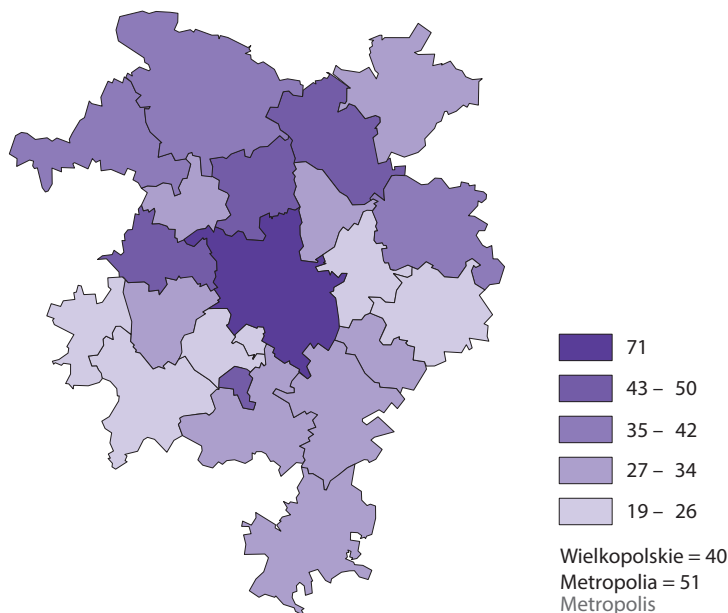 71
43 – 50
35 – 42
27 – 34
19 – 26
Wielkopolskie = 40
Metropolia = 51
Metropolis